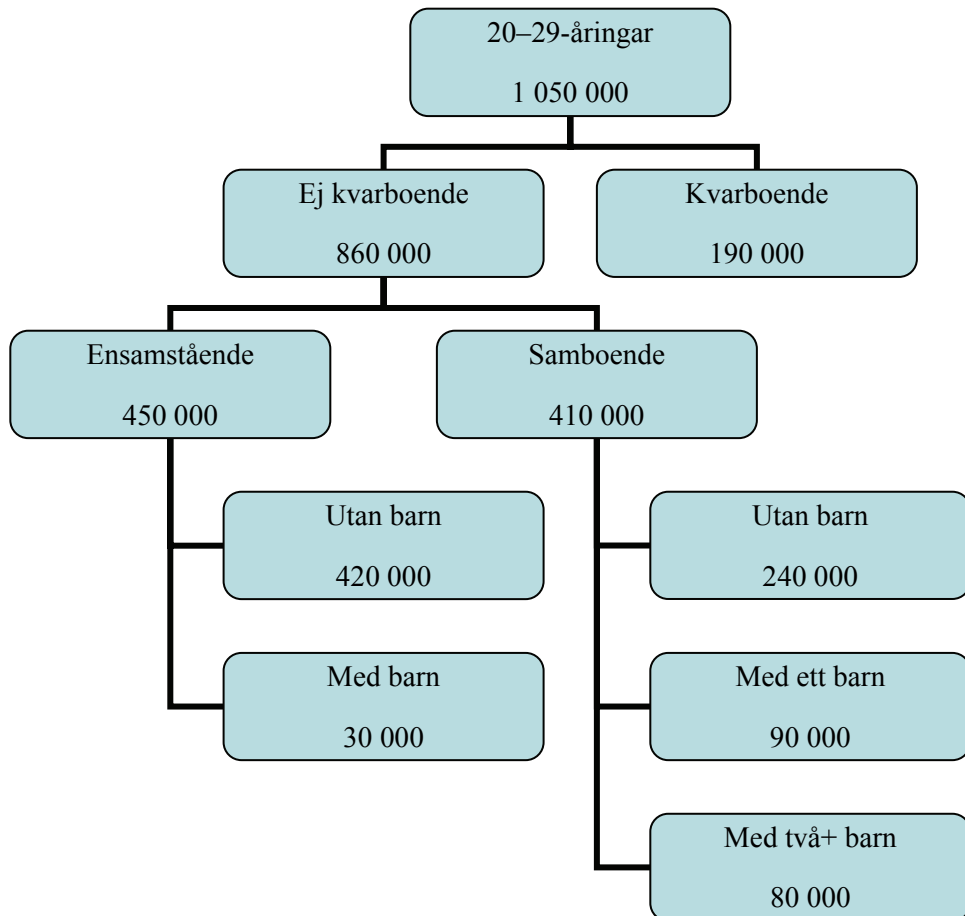 20–29-åringar
1 050 000
Ej kvarboende
860 000
Kvarboende
190 000
Ensamstående
450 000
Samboende
410 000
Utan barn
420 000
Utan barn
240 000
Med barn
30 000
Med ett barn
90 000
Med två+ barn
80 000